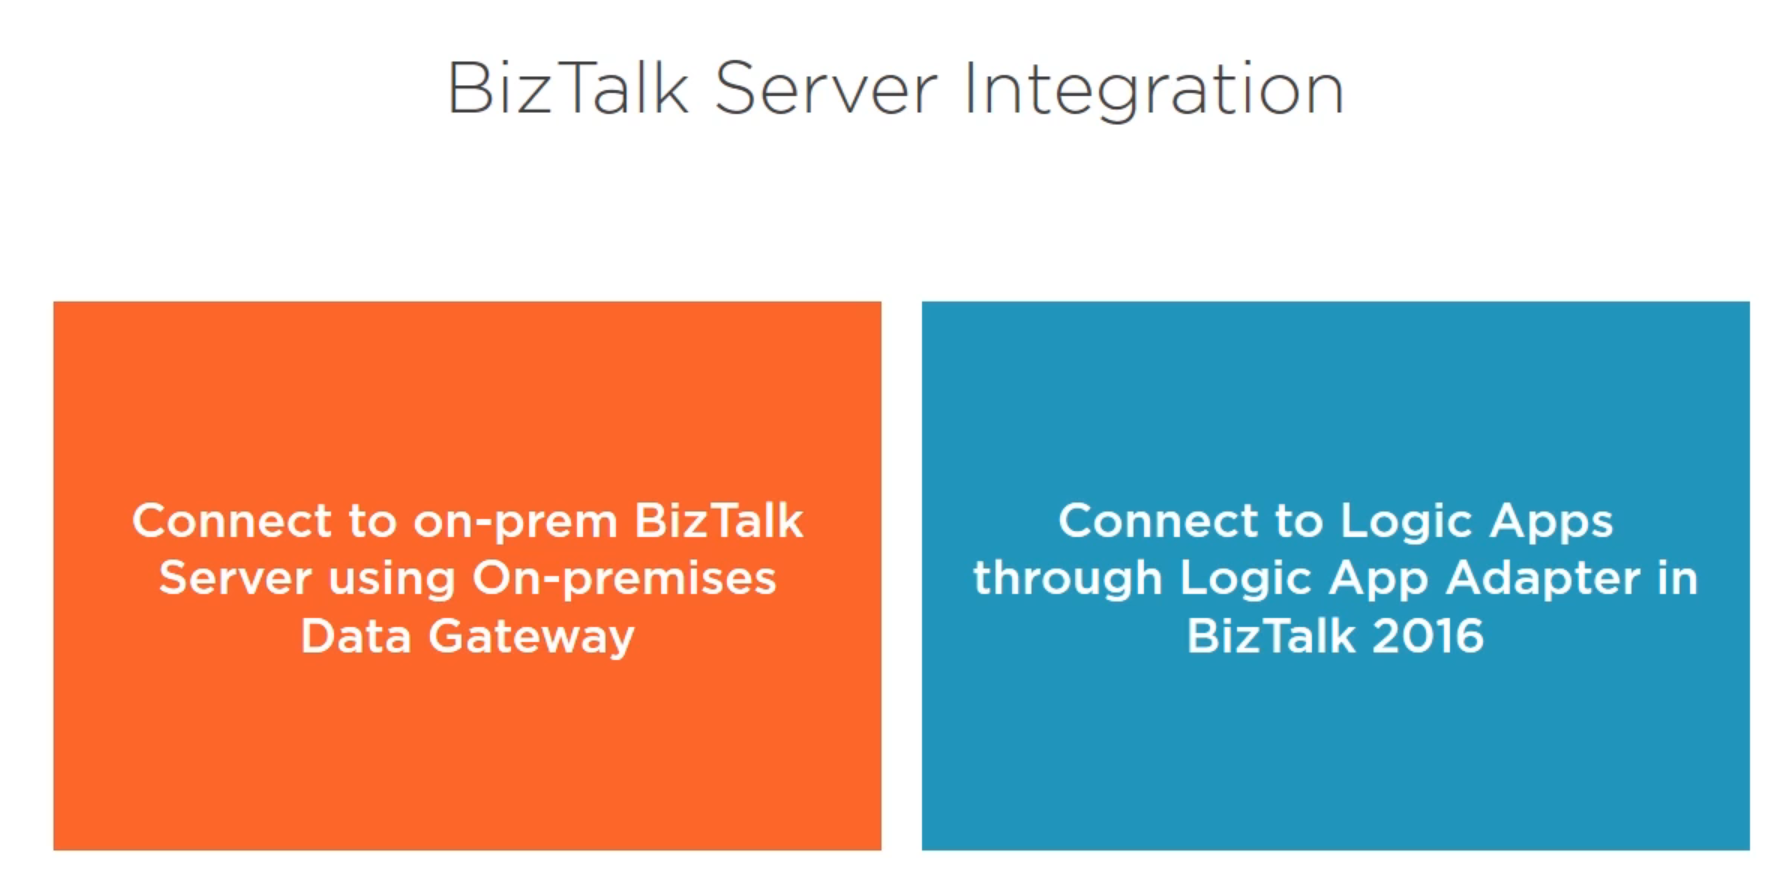 BizTalk Server Integration
Connect to on-prem BizTalk
Server using On-premises
Data Gateway
Connect to Logic Apps
through Logic App Adapter in
BizTalk 2016